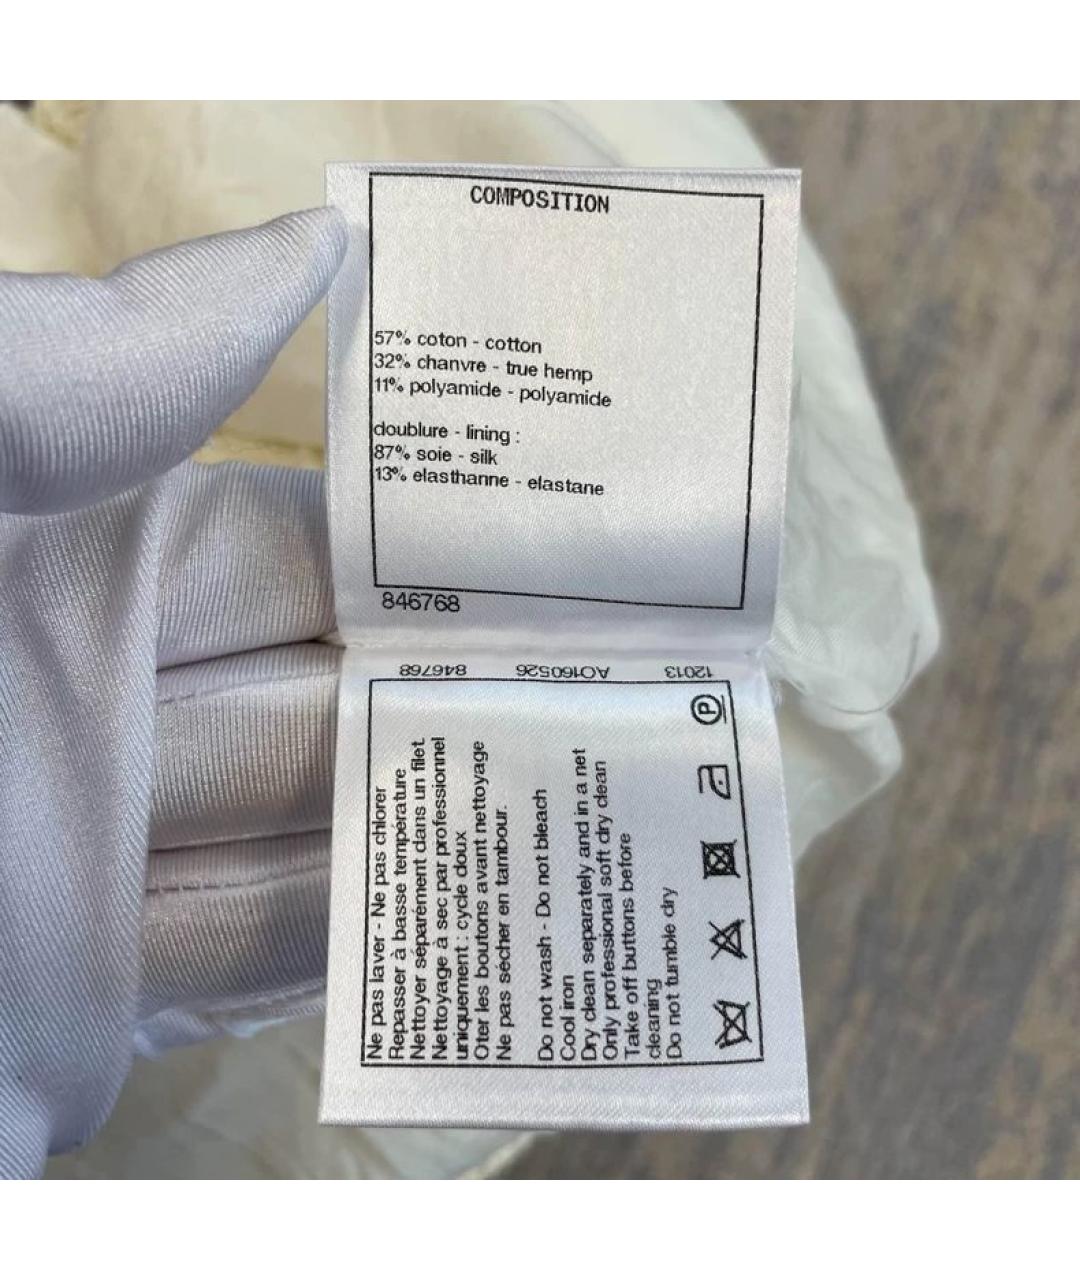 COMPOSITION
57% coton - cotton
32% chanvre - true hemp
11% polyamide - polyamide
doublure - lining :
87% soie - silk
13% elasthanne - elastane
846768
846768 AO160526 12013
Ne pas laver - Ne pas chlorer
Repasser à basse température
Nettoyer séparément dans un filet
Nettoyage à sec par professionnel
uniquement : cycle doux
Oter les boutons avant nettoyage
Ne pas sécher en tambour.
Do not wash - Do not bleach
Cool iron
Dry clean separately and in a net
Only professional soft dry clean
Take off buttons before
cleaning
Do not tumble dry
P